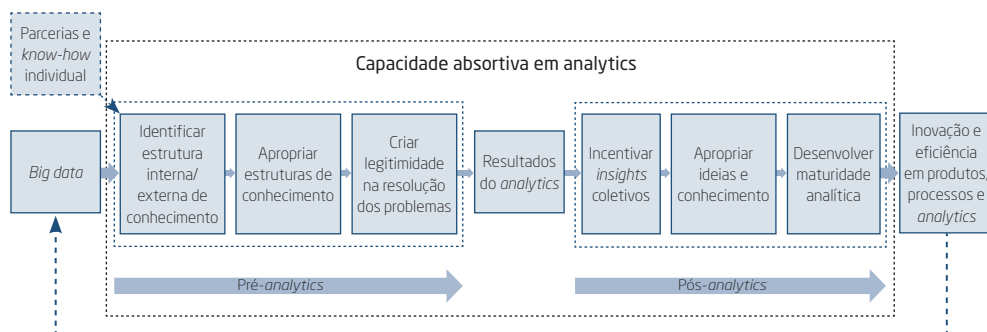 Parcerias e
know-how
individual
Capacidade absortiva em analytics
Big data
Identificar
estrutura
interna/
externa de
conhecimento
Apropriar
estruturas de
conhecimento
Criar
legitimidade
na resolução
dos problemas
Resultados
do analytics
Incentivar
insights
coletivos
Apropriar
ideias e
conhecimento
Desenvolver
maturidade
analítica
Inovação e
eficiência
em produtos,
processos e
analytics
Pré-analytics
Pós-analytics